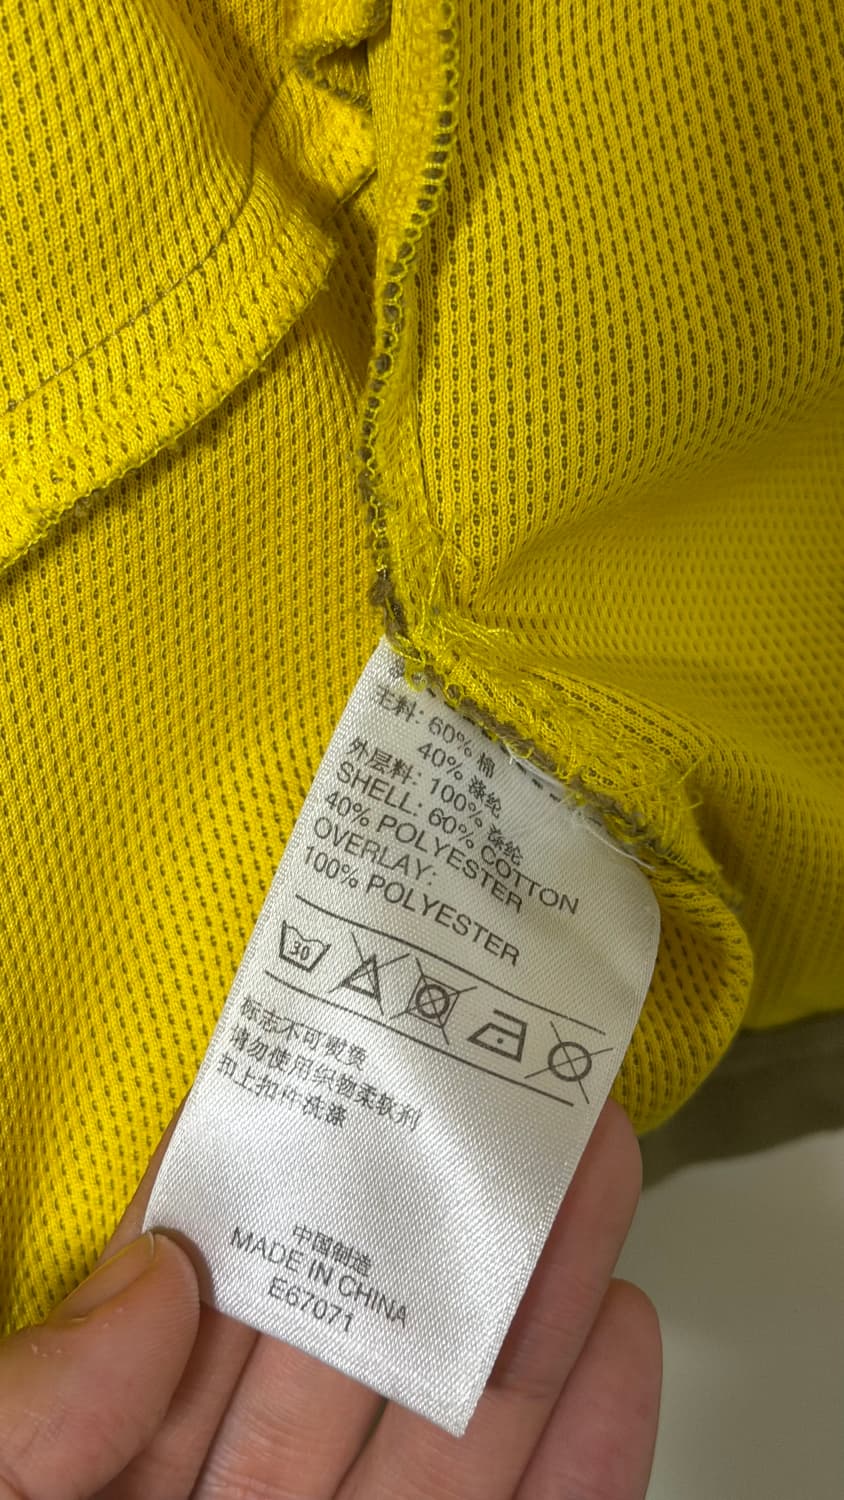 主料: 60% 棉
40% 涤纶
外层料: 100% 涤纶
SHELL: 60% COTTON
40% POLYESTER
OVERLAY:
100% POLYESTER
30
标志不可熨烫
请勿使用织物柔软剂
扣上扣件洗涤
中国制造
MADE IN CHINA
E67071